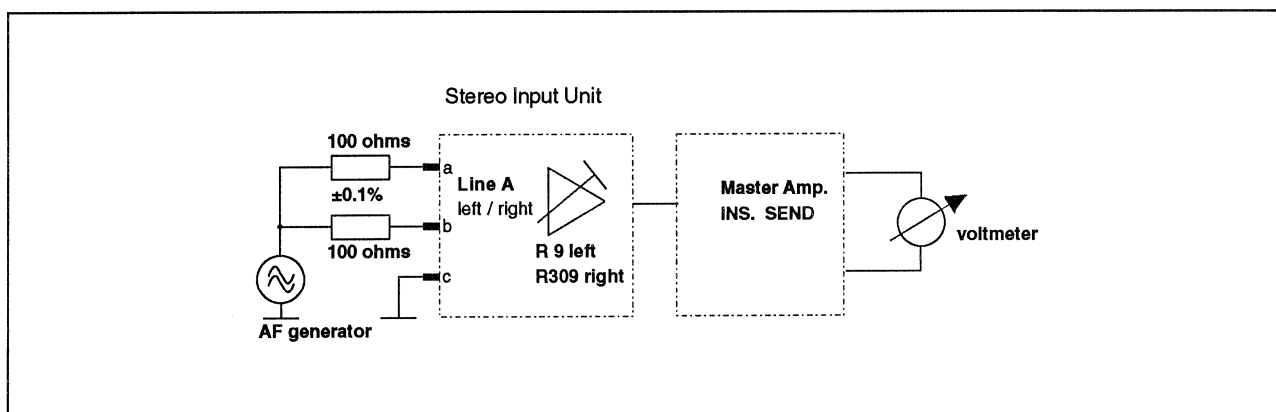 Stereo Input Unit
100 ohms
±0.1%
100 ohms
AF generator
a
b
c
Line A
left / right
R 9 left
R309 right
Master Amp.
INS. SEND
voltmeter